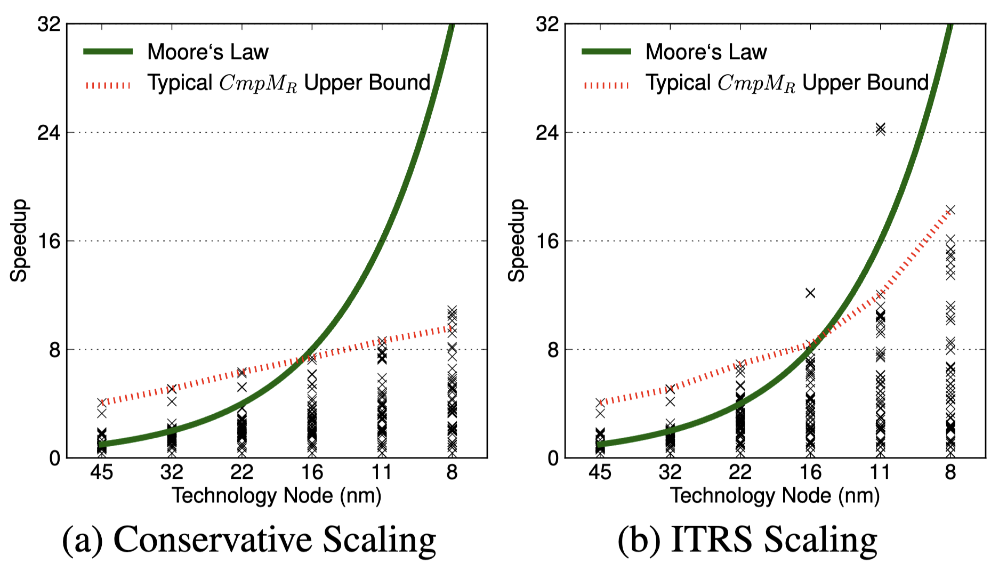 32
24
16
8
0
Speedup
Moore‘s Law
Typical CmpM_R Upper Bound
45 32 22 16 11 8
Technology Node (nm)
(a) Conservative Scaling
32
24
16
8
0
Speedup
Moore‘s Law
Typical CmpM_R Upper Bound
45 32 22 16 11 8
Technology Node (nm)
(b) ITRS Scaling